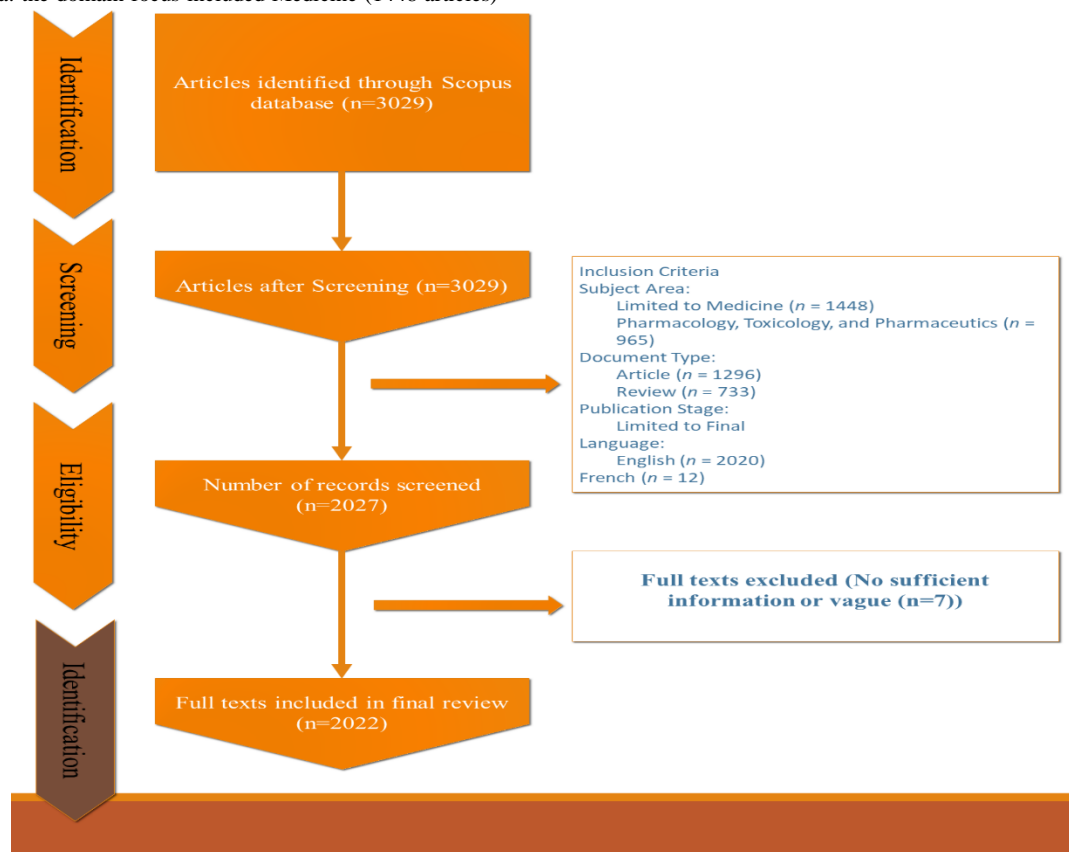 Identification
Articles identified through Scopus
database (n=3029)
Screening
Articles after Screening (n=3029)
Inclusion Criteria
Subject Area:
Limited to Medicine (n = 1448)
Pharmacology, Toxicology, and Pharmaceutics (n =
965)
Document Type:
Article (n = 1296)
Review (n = 733)
Publication Stage:
Limited to Final
Language:
English (n = 2020)
French (n = 12)
Eligibility
Number of records screened
(n=2027)
Full texts excluded (No sufficient
information or vague (n=7))
Identification
Full texts included in final review
(n=2022)